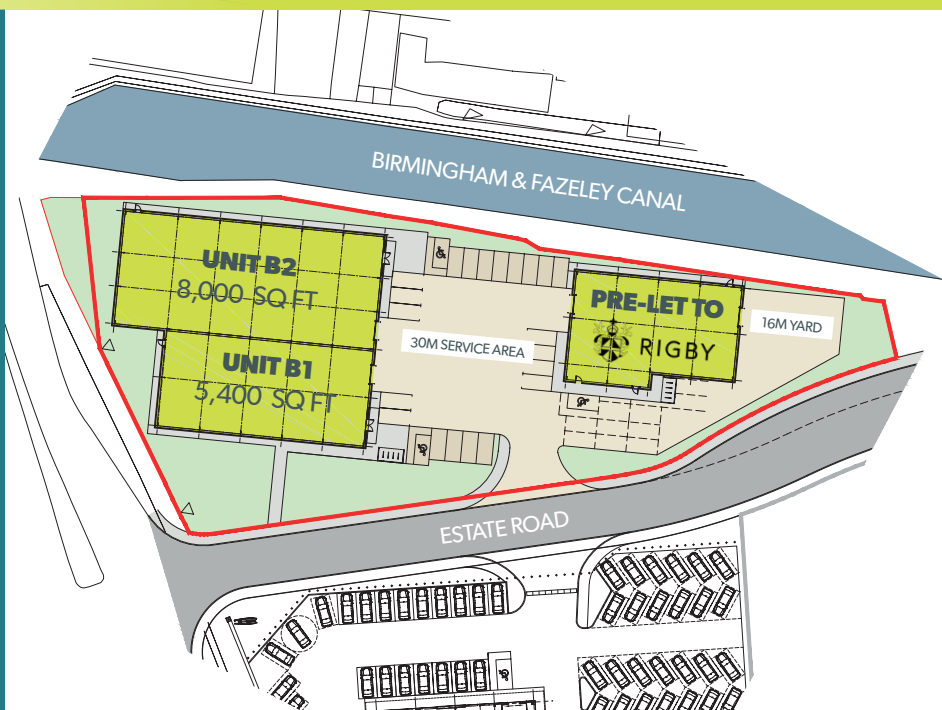 BIRMINGHAM & FAZELEY CANAL
UNIT B2
8,000 SQ FT
PRE-LET TO
RIGBY
16M YARD
30M SERVICE AREA
UNIT B1
5,400 SQ FT
ESTATE ROAD